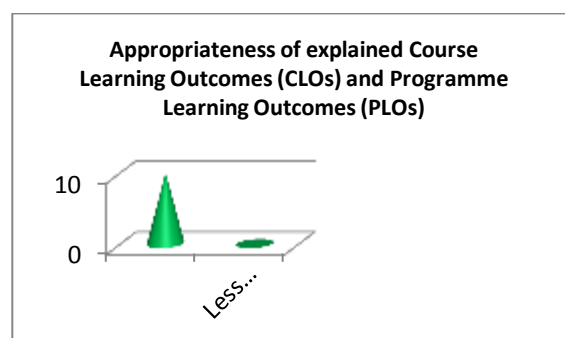 Appropriateness of explained Course
Learning Outcomes (CLOs) and Programme
Learning Outcomes (PLOs)
10
0
Less...